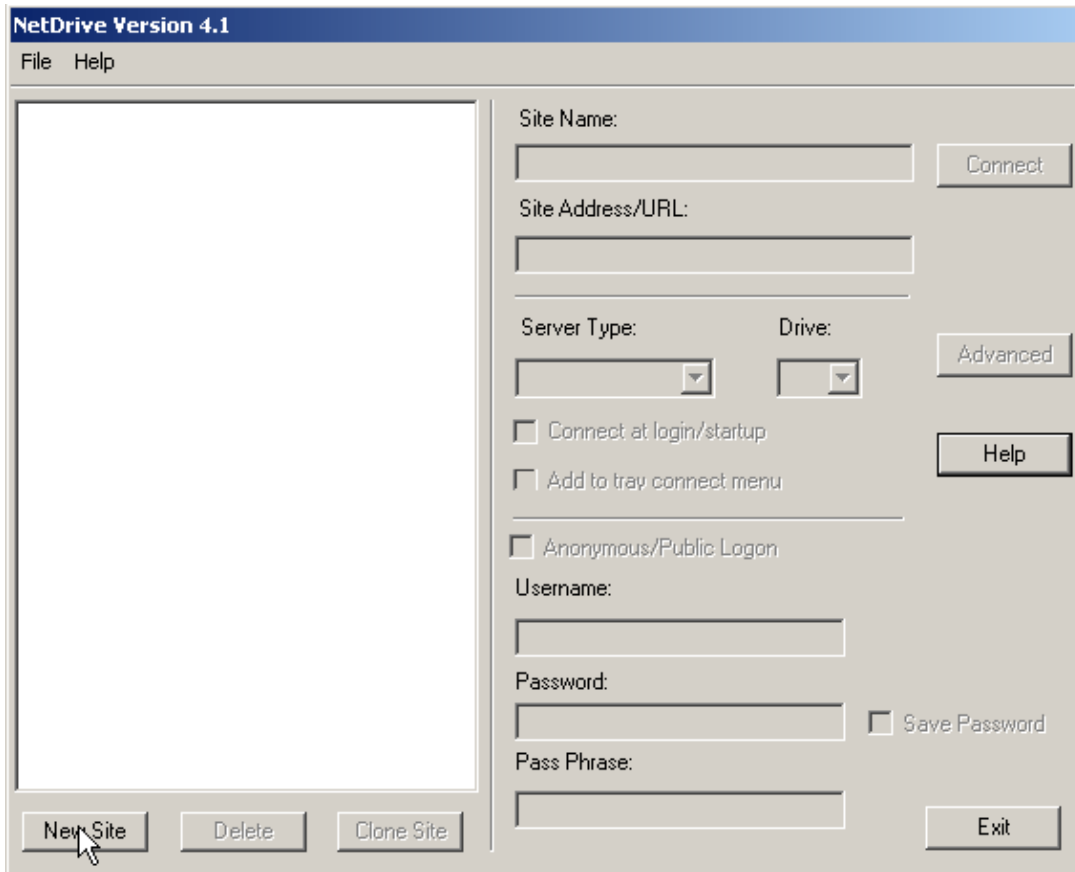 NetDrive Version 4.1
File Help
Site Name:
Connect
Site Address/URL:
Server Type: Drive:
Advanced
Connect at login/startup
Help
Add to tray connect menu
Anonymous/Public Logon
Username:
Password:
Save Password
Pass Phrase:
New Site Delete Clone Site Exit